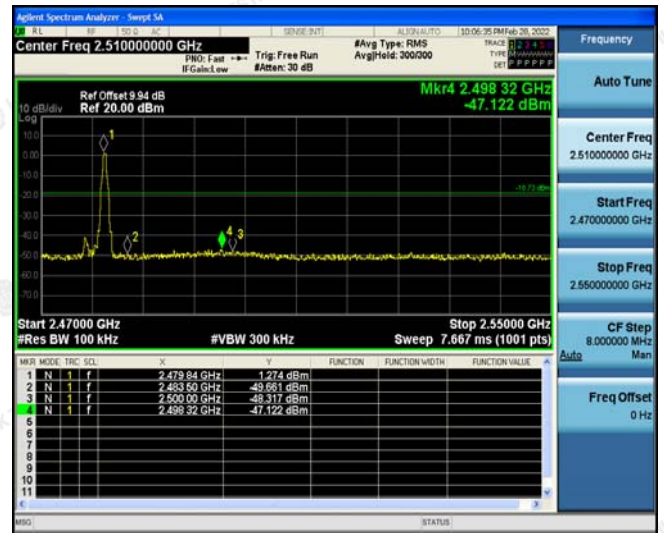 Agilent Spectrum Analyzer - Swept SA
RL RF 50 Ω AC SENSE:INT ALIGN AUTO 10:06:35 PM Feb 28, 2022
Center Freq 2.510000000 GHz
PNO: Fast
IFGain:Low
Trig: Free Run
#Atten: 30 dB
#Avg Type: RMS
Avg|Hold: 300/300
TRACE 1 2 3 4 5 6
TYPE
DET P P P P P P
Mkr4 2.498 32 GHz
-47.122 dBm
Ref Offset 9.94 dB
10 dB/div Ref 20.00 dBm
Log
10.0
0.00
-10.0
-20.0
-30.0
-40.0
-50.0
-60.0
-70.0
1
2
4
3
-18.73 dBm
Start 2.47000 GHz Stop 2.55000 GHz
#Res BW 100 kHz #VBW 300 kHz Sweep 7.667 ms (1001 pts)
MKR MODE TRC SCL X Y FUNCTION FUNCTION WIDTH FUNCTION VALUE
1 N 1 f 2.479 84 GHz 1.274 dBm
2 N 1 f 2.483 50 GHz -49.661 dBm
3 N 1 f 2.500 00 GHz -48.317 dBm
4 N 1 f 2.498 32 GHz -47.122 dBm
5
6
7
8
9
10
11
MSG STATUS
Frequency
Auto Tune
Center Freq
2.510000000 GHz
Start Freq
2.470000000 GHz
Stop Freq
2.550000000 GHz
CF Step
8.000000 MHz
Auto Man
Freq Offset
0 Hz